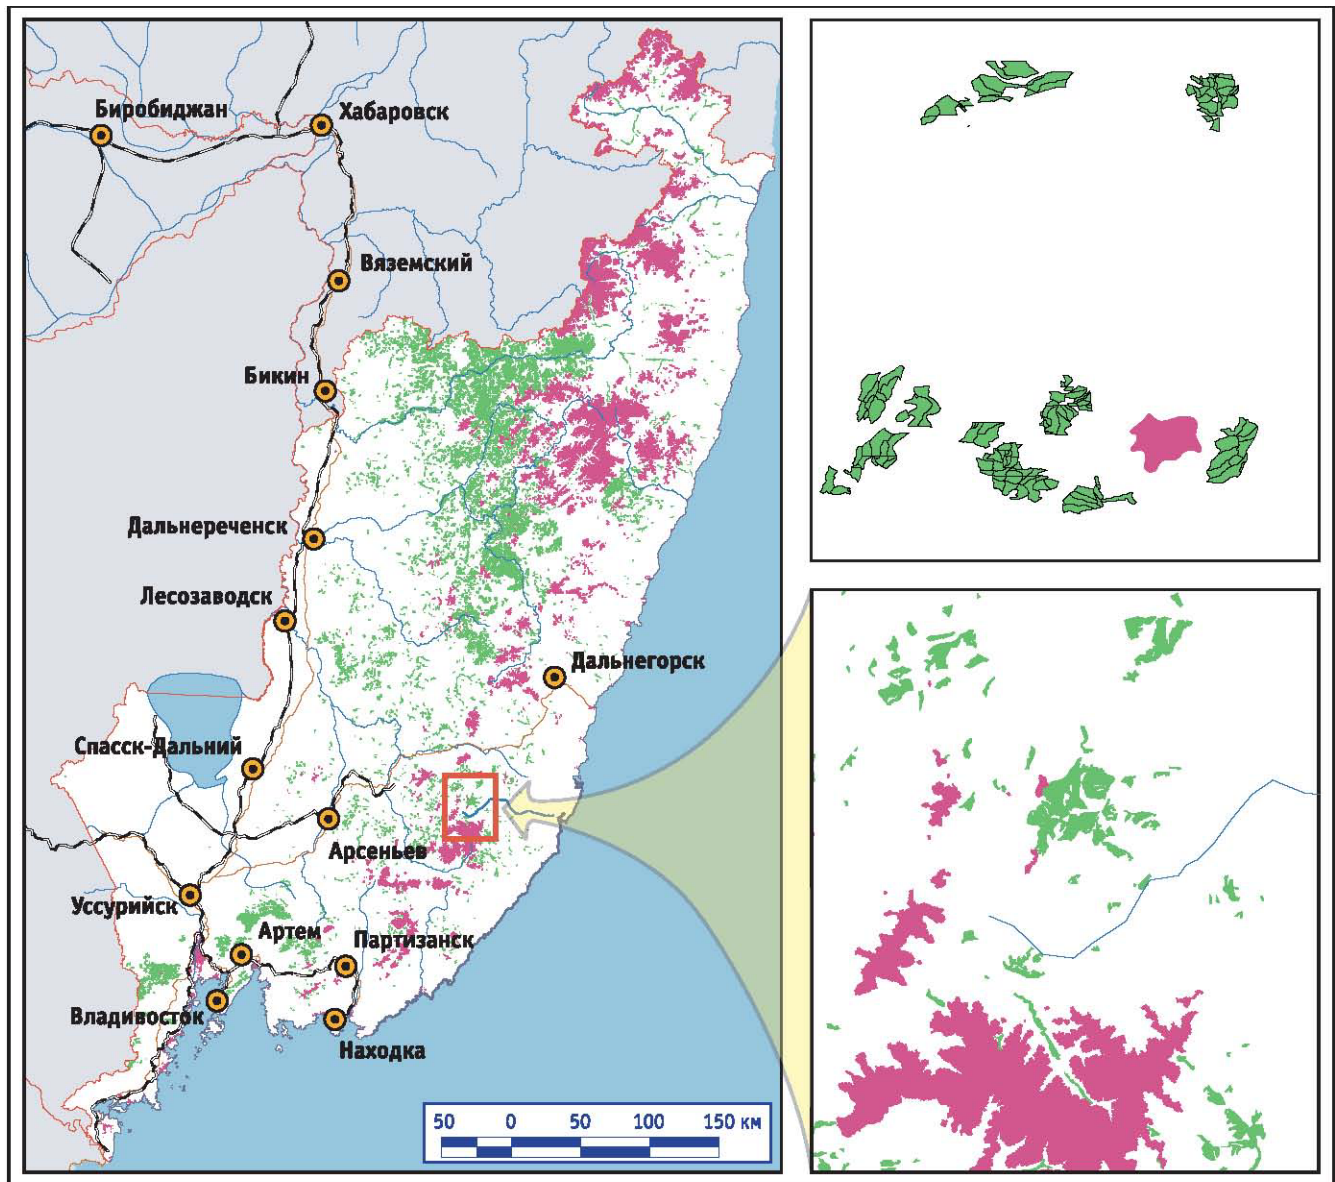 Биробиджан
Хабаровск
Вяземский
Бикин
Дальнереченск
Лесозаводск
Дальнегорск
Спасск-Дальний
Арсеньев
Уссурийск
Артем
Партизанск
Владивосток
Находка
50 0 50 100 150 км